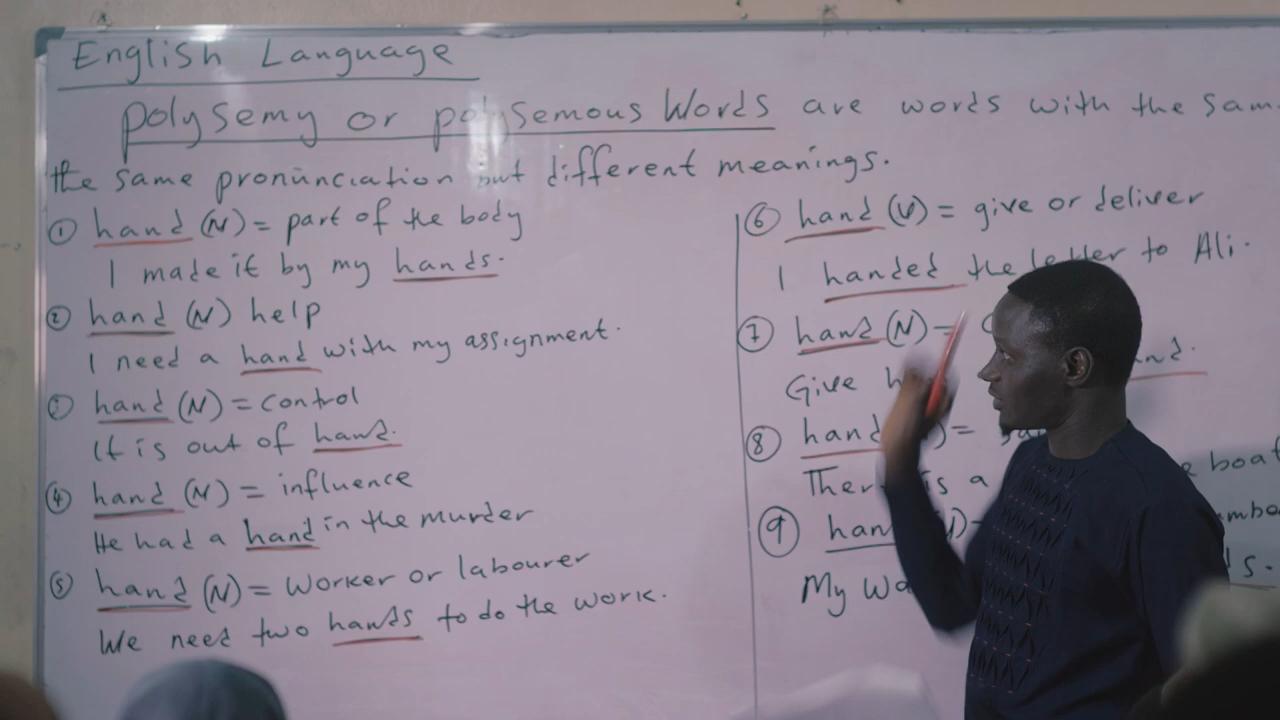 English Language
polysemy or polysemous Words are words with the Sam
the same pronunciation but different meanings.
① hand (N) = part of the body
I made it by my hands.
② hand (N) help
I need a hand with my assignment.
③ hand (N) = control
It is out of hand.
④ hand (N) = influence
He had a hand in the murder
⑤ hand (N) = Worker or labourer
We need two hands to do the work.
⑥ hand (V) = give or deliver
I handed the letter to Ali.
⑦ hand (N) =
Give
⑧ hand ) =
is a boat
⑨
My